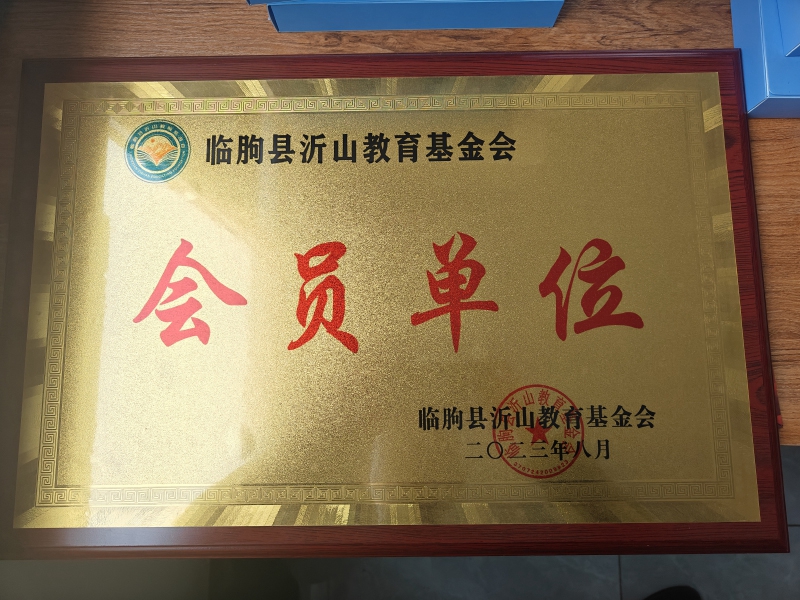 临朐县沂山教育基金会
会员单位
临朐县沂山教育基金会
二〇二三年八月